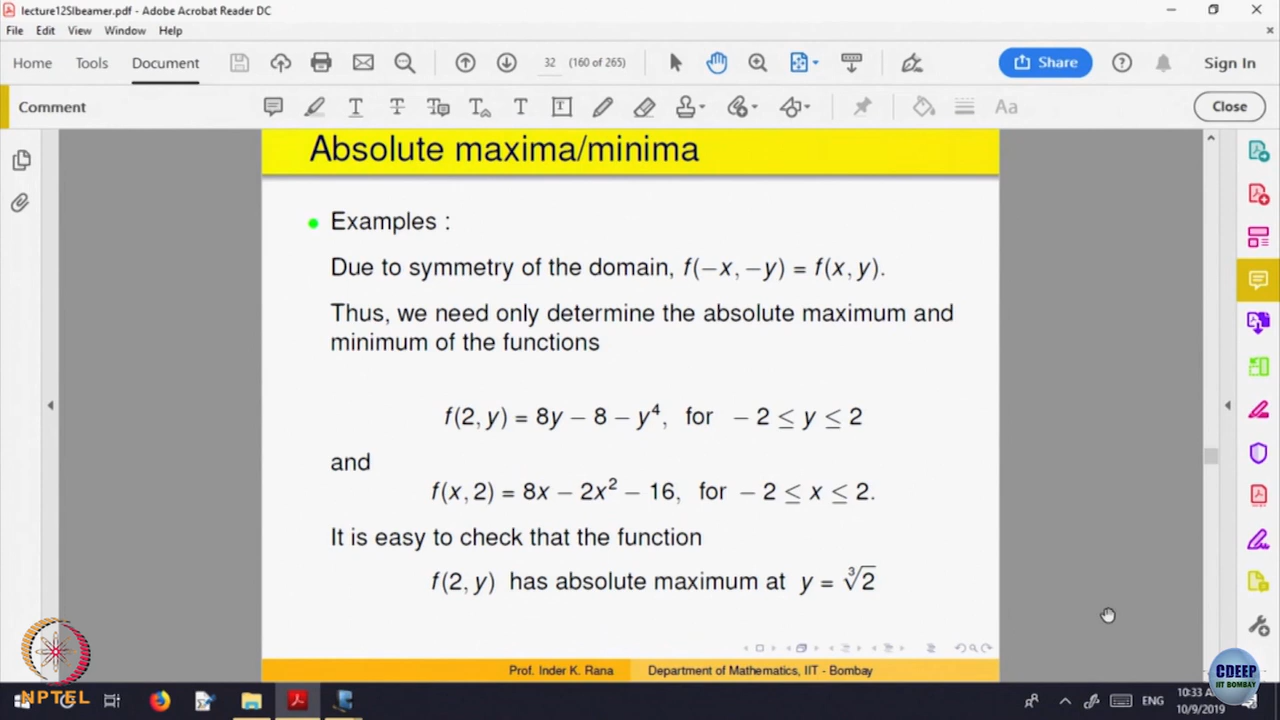 lecture12Slbeamer.pdf - Adobe Acrobat Reader DC
File Edit View Window Help
Home Tools Document 32 (160 of 265) Share Sign In
Comment Close
Absolute maxima/minima
Examples :
Due to symmetry of the domain, f(−x, −y) = f(x, y).
Thus, we need only determine the absolute maximum and
minimum of the functions
f(2, y) = 8y − 8 − y⁴, for − 2 ≤ y ≤ 2
and
f(x, 2) = 8x − 2x² − 16, for − 2 ≤ x ≤ 2.
It is easy to check that the function
f(2, y) has absolute maximum at y = ∛2
Prof. Inder K. Rana Department of Mathematics, IIT - Bombay
NPTEL
CDEEP
IIT BOMBAY
ENG
10:33
10/9/2019